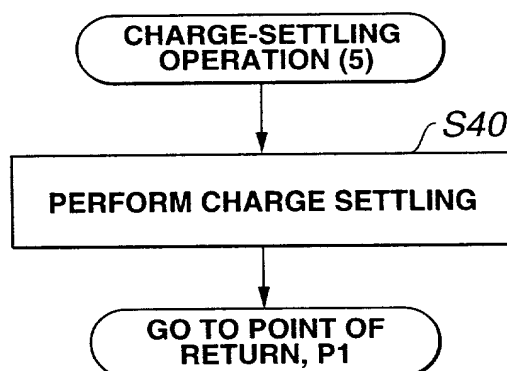 CHARGE-SETTLING
OPERATION (5)
S40
PERFORM CHARGE SETTLING
GO TO POINT OF
RETURN, P1